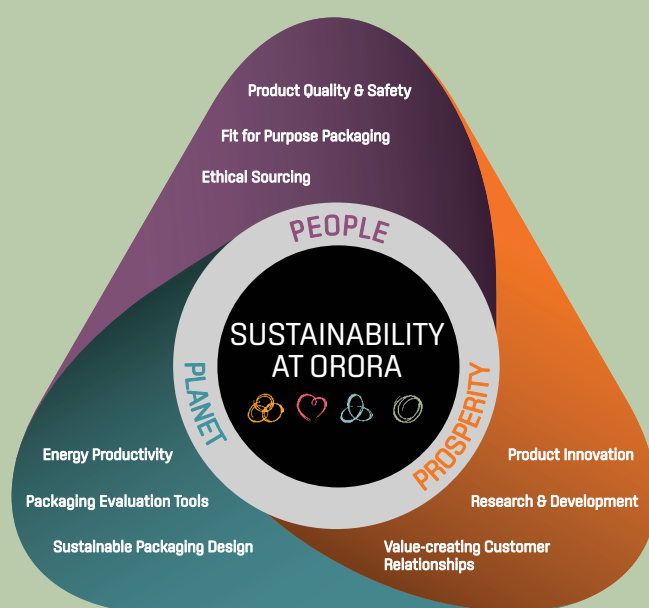 Product Quality & Safety
Fit for Purpose Packaging
Ethical Sourcing
PEOPLE
SUSTAINABILITY
AT ORORA
PLANET
PROSPERITY
Energy Productivity
Packaging Evaluation Tools
Sustainable Packaging Design
Product Innovation
Research & Development
Value-creating Customer
Relationships